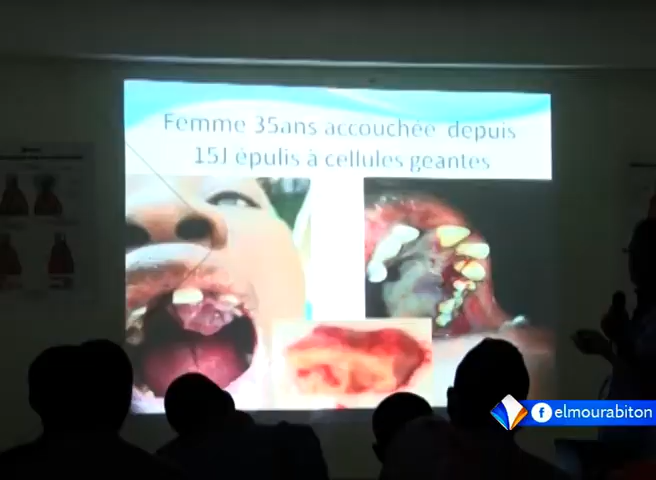 Femme 35ans accouchée depuis
15J épulis à cellules geantes
elmourabiton